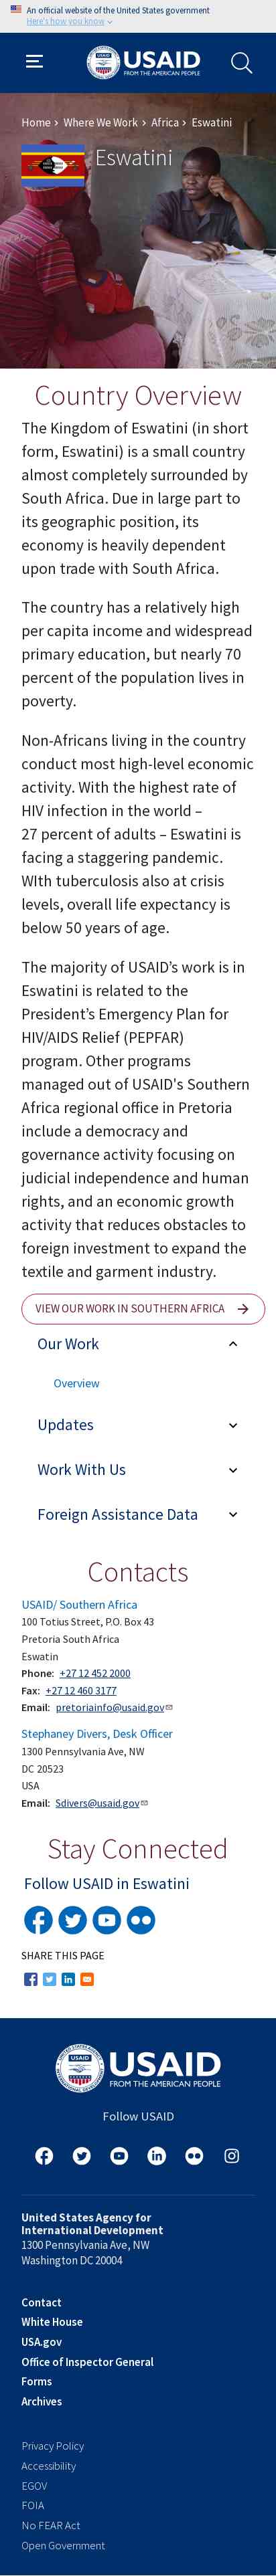 An official website of the United States government
Here's how you know
USAID
FROM THE AMERICAN PEOPLE
Home > Where We Work > Africa > Eswatini
Eswatini
Country Overview
The Kingdom of Eswatini (in short
form, Eswatini) is a small country
almost completely surrounded by
South Africa. Due in large part to
its geographic position, its
economy is heavily dependent
upon trade with South Africa.
The country has a relatively high
per capita income and widespread
primary education, but nearly 70
percent of the population lives in
poverty.
Non-Africans living in the country
conduct most high-level economic
activity. With the highest rate of
HIV infection in the world –
27 percent of adults – Eswatini is
facing a staggering pandemic.
WIth tuberculosis also at crisis
levels, overall life expectancy is
below 50 years of age.
The majority of USAID’s work is in
Eswatini is related to the
President’s Emergency Plan for
HIV/AIDS Relief (PEPFAR)
program. Other programs
managed out of USAID's Southern
Africa regional office in Pretoria
include a democracy and
governance activity focusing on
judicial independence and human
rights, and an economic growth
activity that reduces obstacles to
foreign investment to expand the
textile and garment industry.
VIEW OUR WORK IN SOUTHERN AFRICA
Our Work
Overview
Updates
Work With Us
Foreign Assistance Data
Contacts
USAID/ Southern Africa
100 Totius Street, P.O. Box 43
Pretoria South Africa
Eswatin
Phone: +27 12 452 2000
Fax: +27 12 460 3177
Email: pretoriainfo@usaid.gov
Stephaney Divers, Desk Officer
1300 Pennsylvania Ave, NW
DC 20523
USA
Email: Sdivers@usaid.gov
Stay Connected
Follow USAID in Eswatini
SHARE THIS PAGE
USAID
FROM THE AMERICAN PEOPLE
Follow USAID
United States Agency for
International Development
1300 Pennsylvania Ave, NW
Washington DC 20004
Contact
White House
USA.gov
Office of Inspector General
Forms
Archives
Privacy Policy
Accessibility
EGOV
FOIA
No FEAR Act
Open Government